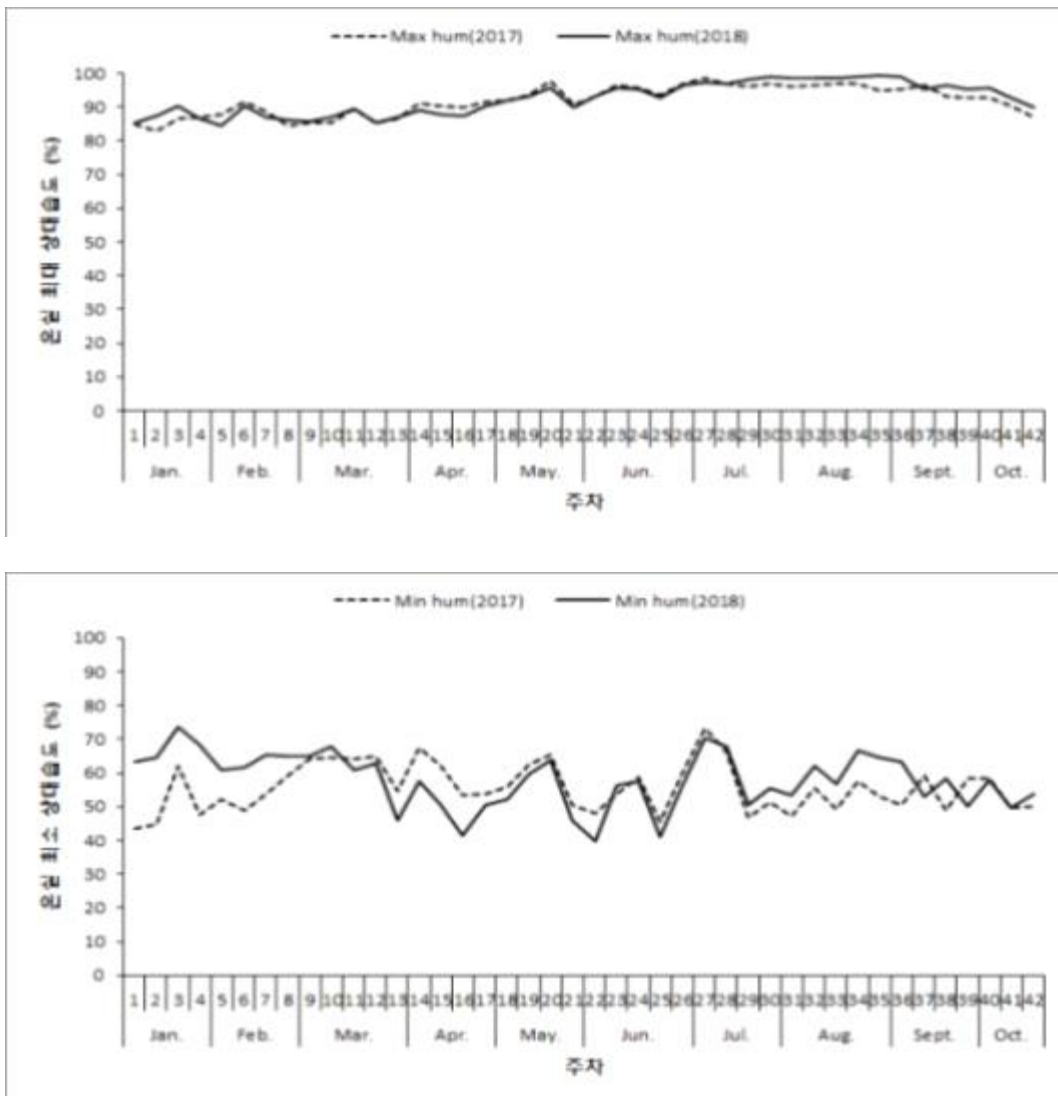 Max hum(2017) Max hum(2018)
온실 최대 상대습도 (%)
100
90
80
70
60
50
40
30
20
10
0
1 2 3 4 5 6 7 8 9 10 11 12 13 14 15 16 17 18 19 20 21 22 23 24 25 26 27 28 29 30 31 32 33 34 35 36 37 38 39 40 41 42
Jan. Feb. Mar. Apr. May. Jun. Jul. Aug. Sept. Oct.
주차
Min hum(2017) Min hum(2018)
온실 최소 상대습도 (%)
100
90
80
70
60
50
40
30
20
10
0
1 2 3 4 5 6 7 8 9 10 11 12 13 14 15 16 17 18 19 20 21 22 23 24 25 26 27 28 29 30 31 32 33 34 35 36 37 38 39 40 41 42
Jan. Feb. Mar. Apr. May. Jun. Jul. Aug. Sept. Oct.
주차